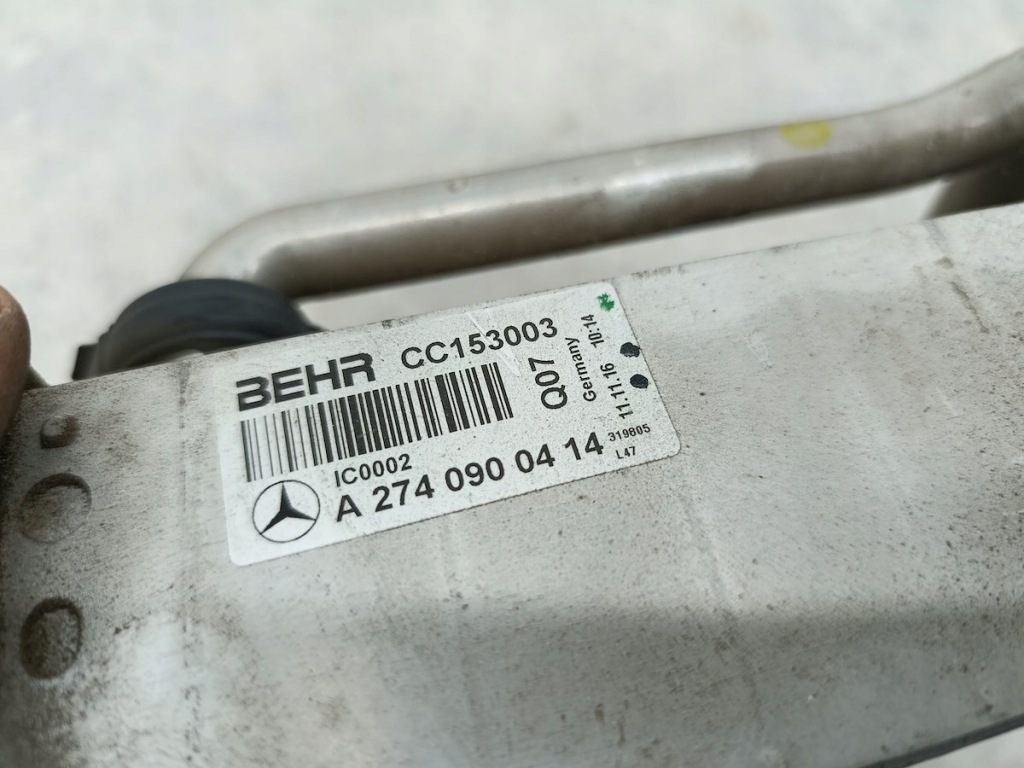 BEHR CC153003
IC0002
A 274 090 04 14
Q07
Germany
11.11.16 10:14
319805
L47